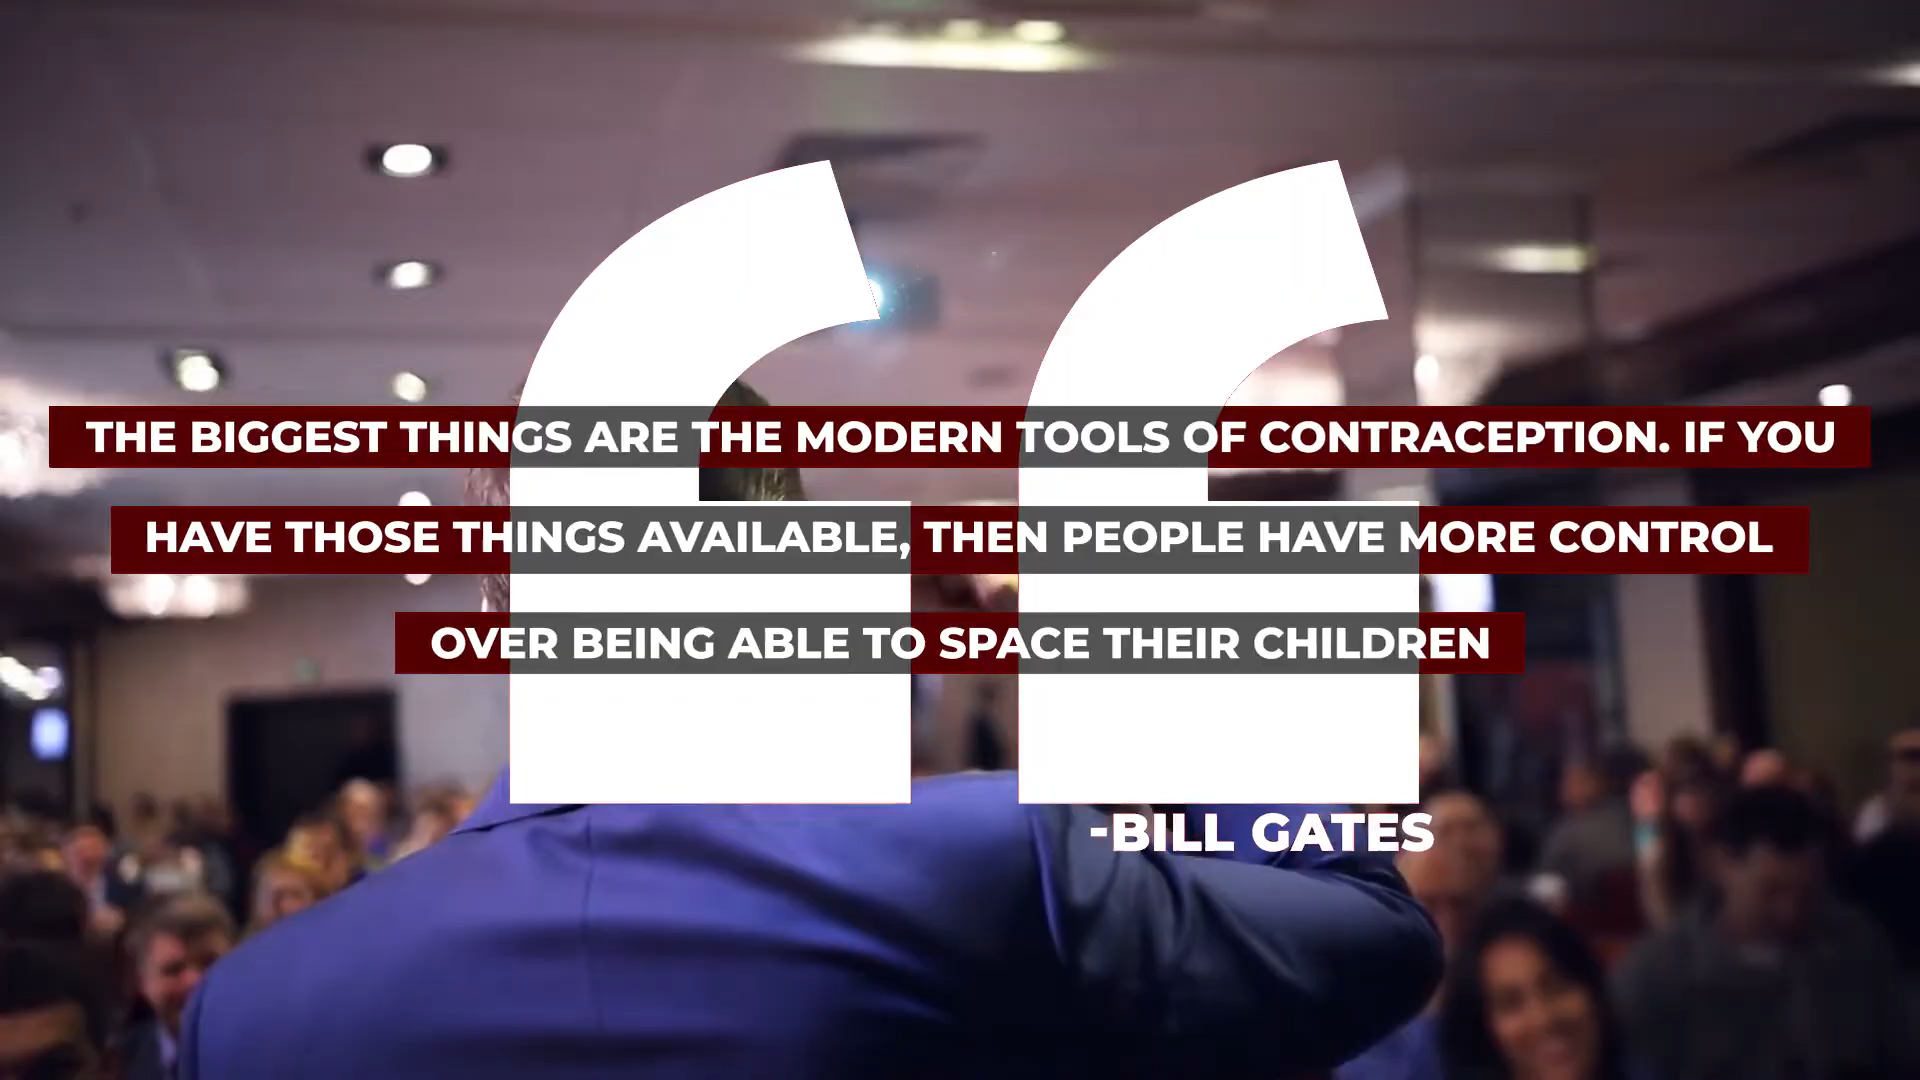 THE BIGGEST THINGS ARE THE MODERN TOOLS OF CONTRACEPTION. IF YOU
HAVE THOSE THINGS AVAILABLE, THEN PEOPLE HAVE MORE CONTROL
OVER BEING ABLE TO SPACE THEIR CHILDREN
-BILL GATES